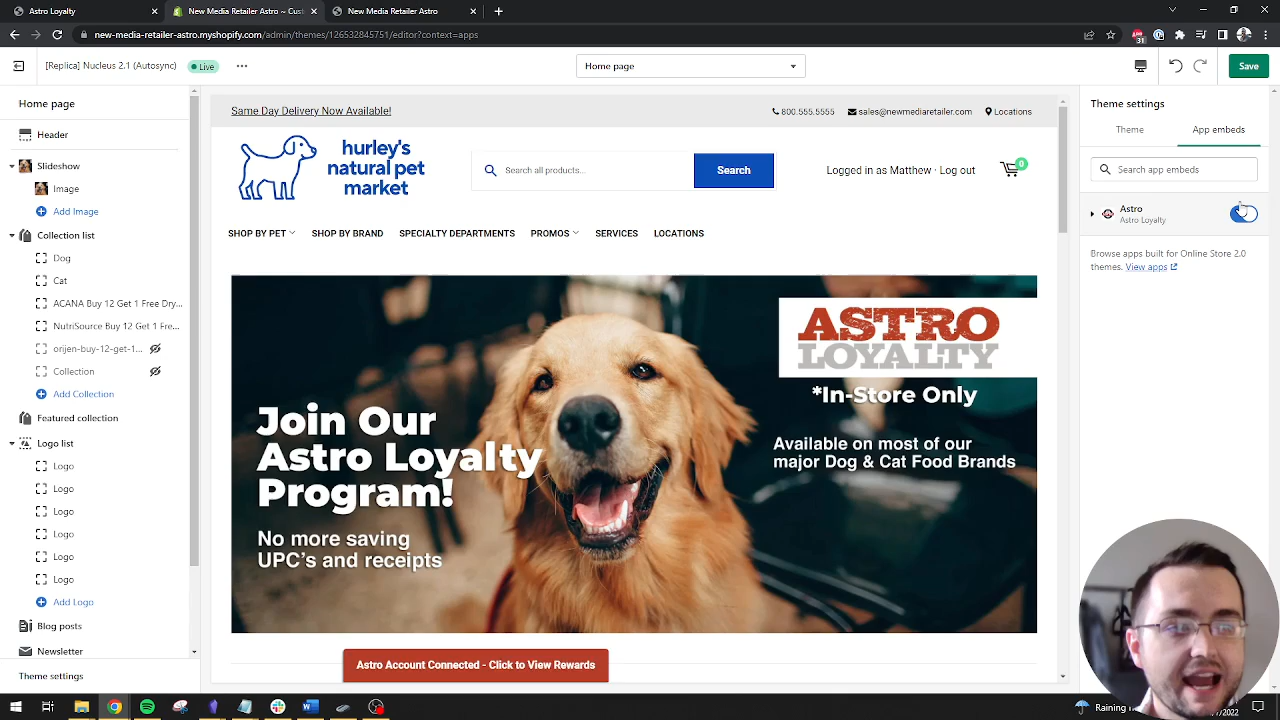 Astro Loyalty
New Media Retailer Astro ~ Cust
New Media Retailer Astro
new-media-retailer-astro.myshopify.com/admin/themes/126532845751/editor?context=apps
31
[Replica] Nucleus 2.1 (Autosync)
Live
Home page
Save
Home page
Header
Slideshow
Image
Add Image
Collection list
Dog
Cat
ACANA Buy 12 Get 1 Free Dry...
NutriSource Buy 12 Get 1 Free...
orijen-buy-12-get-1...
Collection
Add Collection
Featured collection
Logo list
Logo
Logo
Logo
Logo
Logo
Logo
Add Logo
Blog posts
Newsletter
Theme settings
Same Day Delivery Now Available!
800.555.5555
sales@newmediaretailer.com
Locations
hurley's
natural pet
market
Search all products...
Search
Logged in as Matthew · Log out
0
SHOP BY PET
SHOP BY BRAND
SPECIALTY DEPARTMENTS
PROMOS
SERVICES
LOCATIONS
ASTRO
LOYALTY
*In-Store Only
Available on most of our
major Dog & Cat Food Brands
Join Our
Astro Loyalty
Program!
No more saving
UPC's and receipts
Astro Account Connected - Click to View Rewards
Theme settings
Theme
App embeds
Search app embeds
Astro
Astro Loyalty
Browse apps built for Online Store 2.0
themes. View apps
Raining
/2022